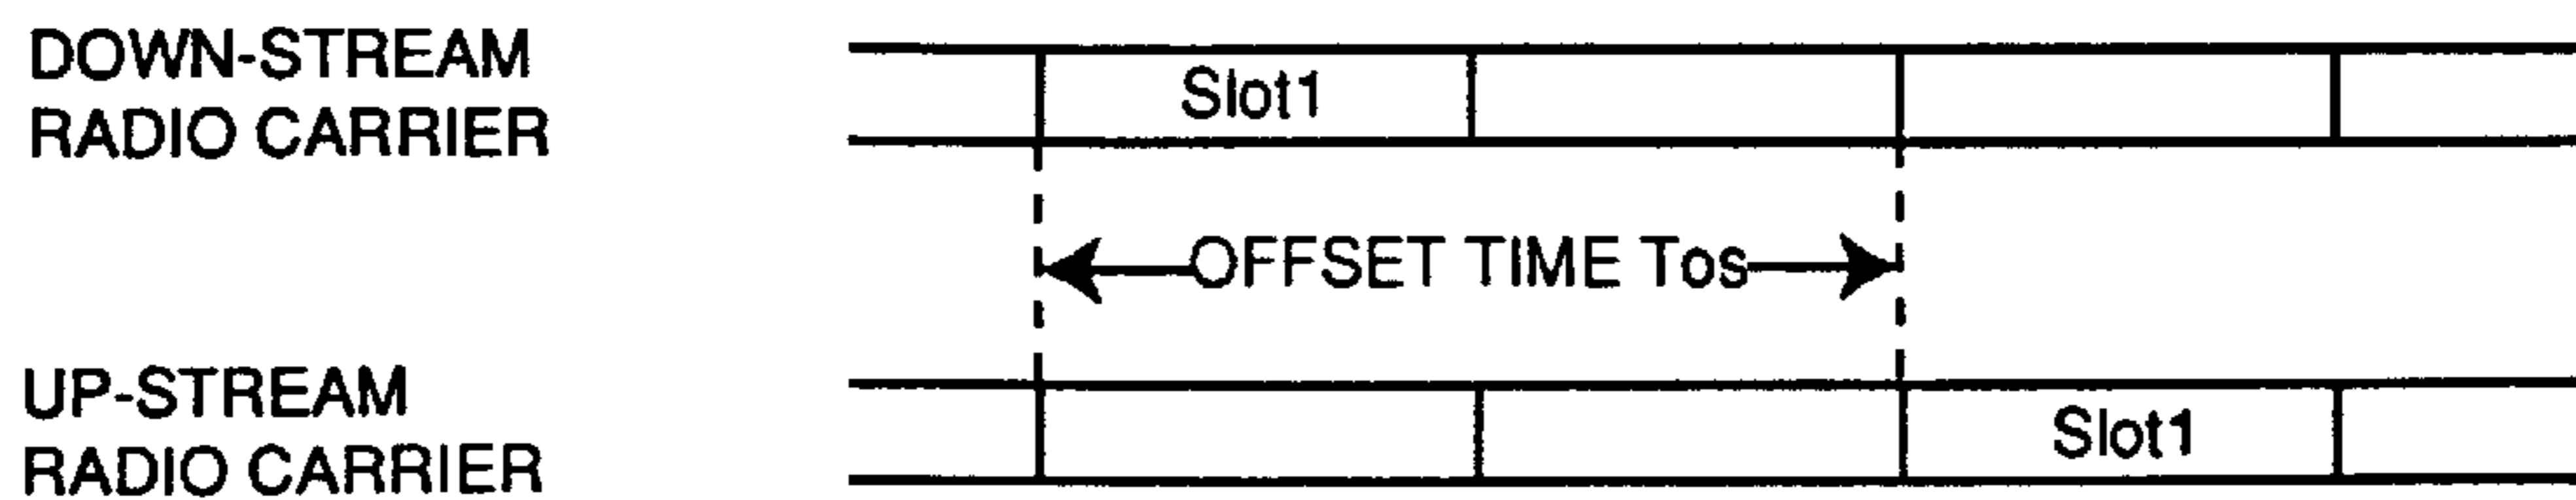 DOWN-STREAM
RADIO CARRIER
Slot1
OFFSET TIME Tos
UP-STREAM
RADIO CARRIER
Slot1